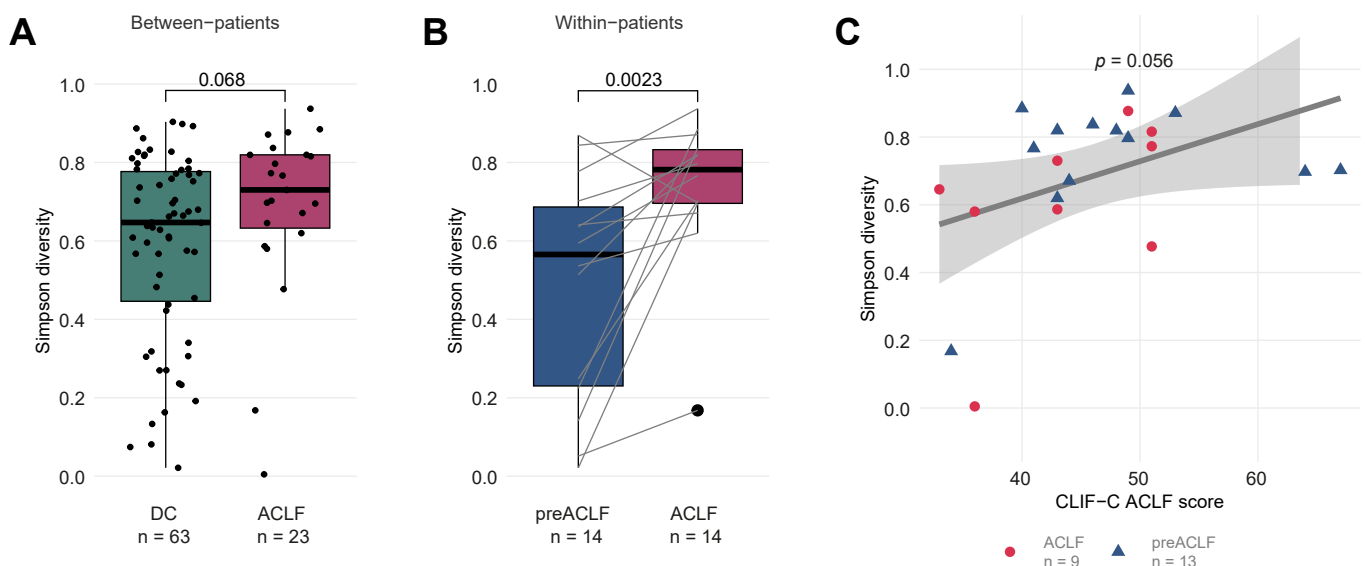 A
Between−patients
Simpson diversity
1.0
0.8
0.6
0.4
0.2
0.0
0.068
DC
n = 63
ACLF
n = 23
B
Within−patients
Simpson diversity
1.0
0.8
0.6
0.4
0.2
0.0
0.0023
preACLF
n = 14
ACLF
n = 14
C
Simpson diversity
1.0
0.8
0.6
0.4
0.2
0.0
p = 0.056
40
50
60
CLIF−C ACLF score
ACLF
n = 9
preACLF
n = 13